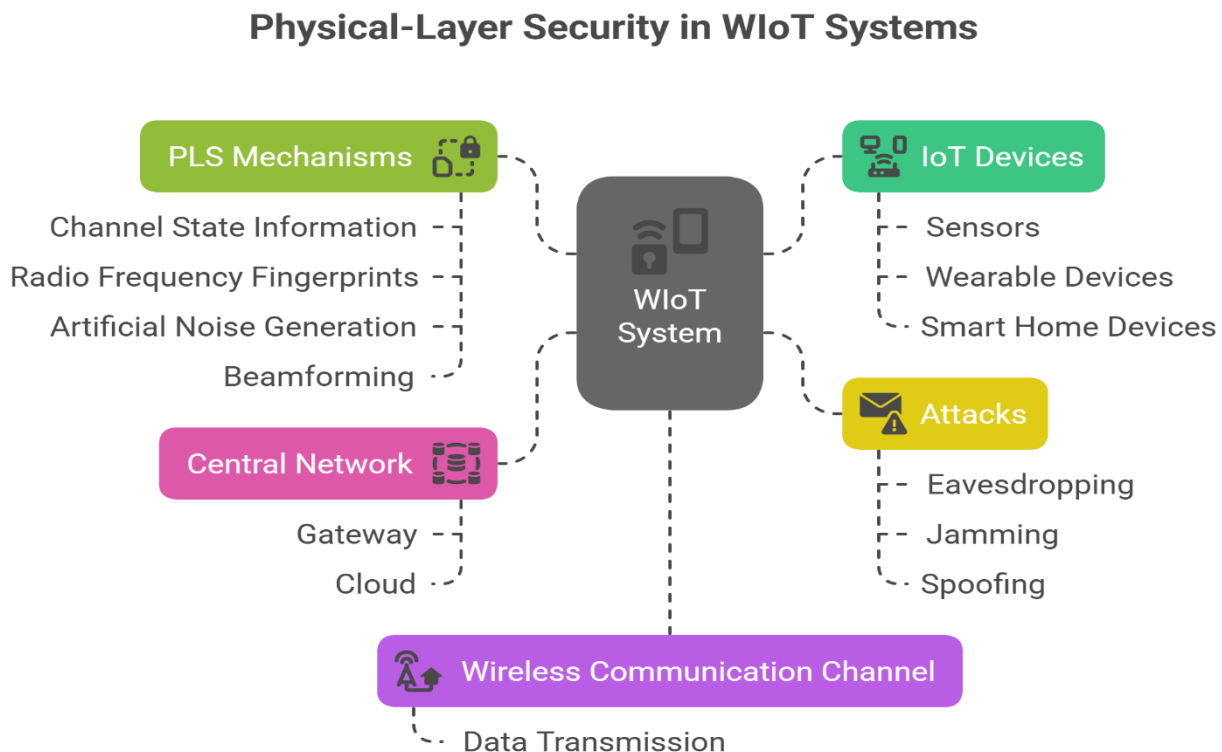 Physical-Layer Security in WIoT Systems
PLS Mechanisms
Channel State Information
Radio Frequency Fingerprints
Artificial Noise Generation
Beamforming
Central Network
Gateway
Cloud
WIoT
System
IoT Devices
Sensors
Wearable Devices
Smart Home Devices
Attacks
Eavesdropping
Jamming
Spoofing
Wireless Communication Channel
Data Transmission